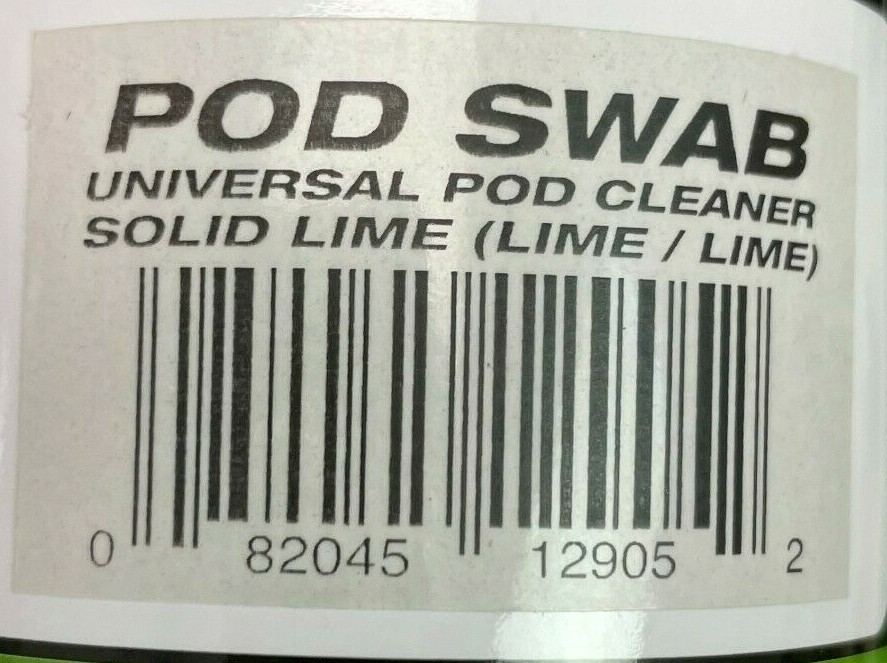 POD SWAB
UNIVERSAL POD CLEANER
SOLID LIME (LIME / LIME)
0 82045 12905 2